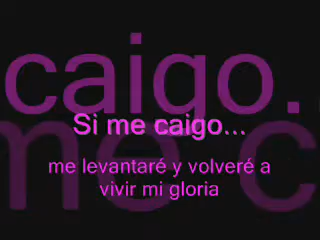 caigo.
Si me caigo...
me c
me levantaré y volveré a
vivir mi gloria